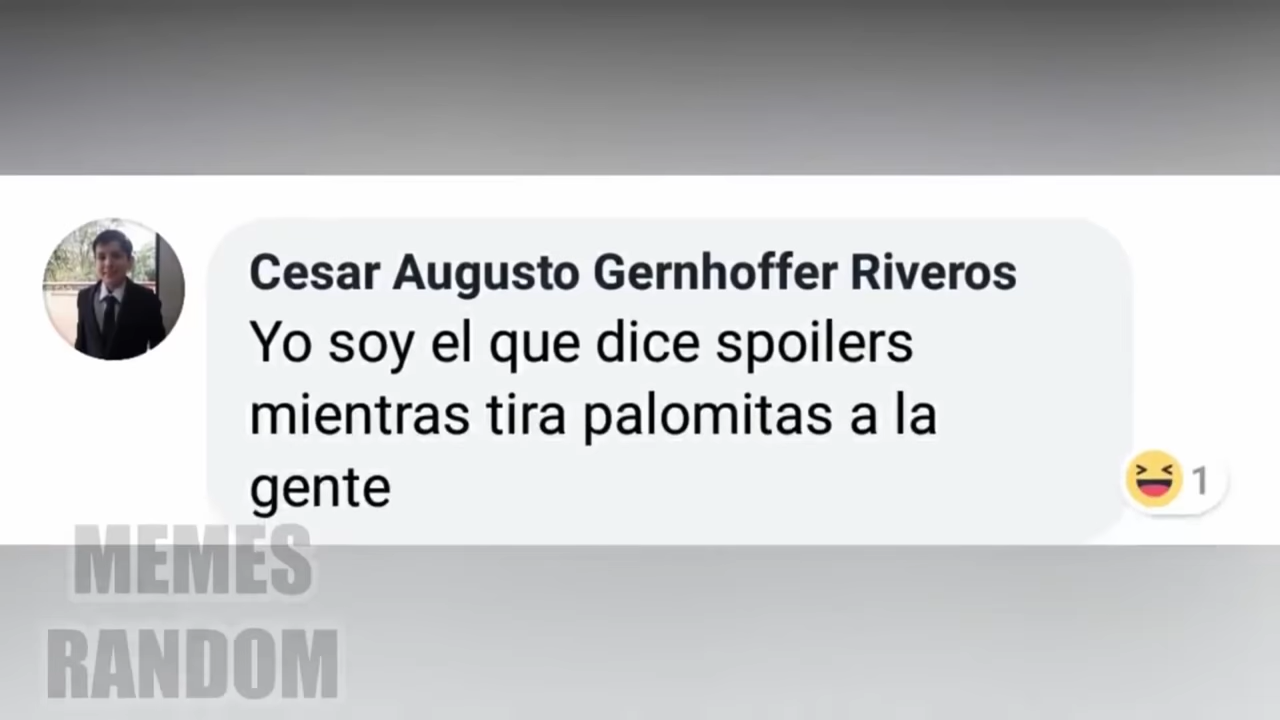 Cesar Augusto Gernhoffer Riveros
Yo soy el que dice spoilers
mientras tira palomitas a la
gente
1
MEMES
RANDOM